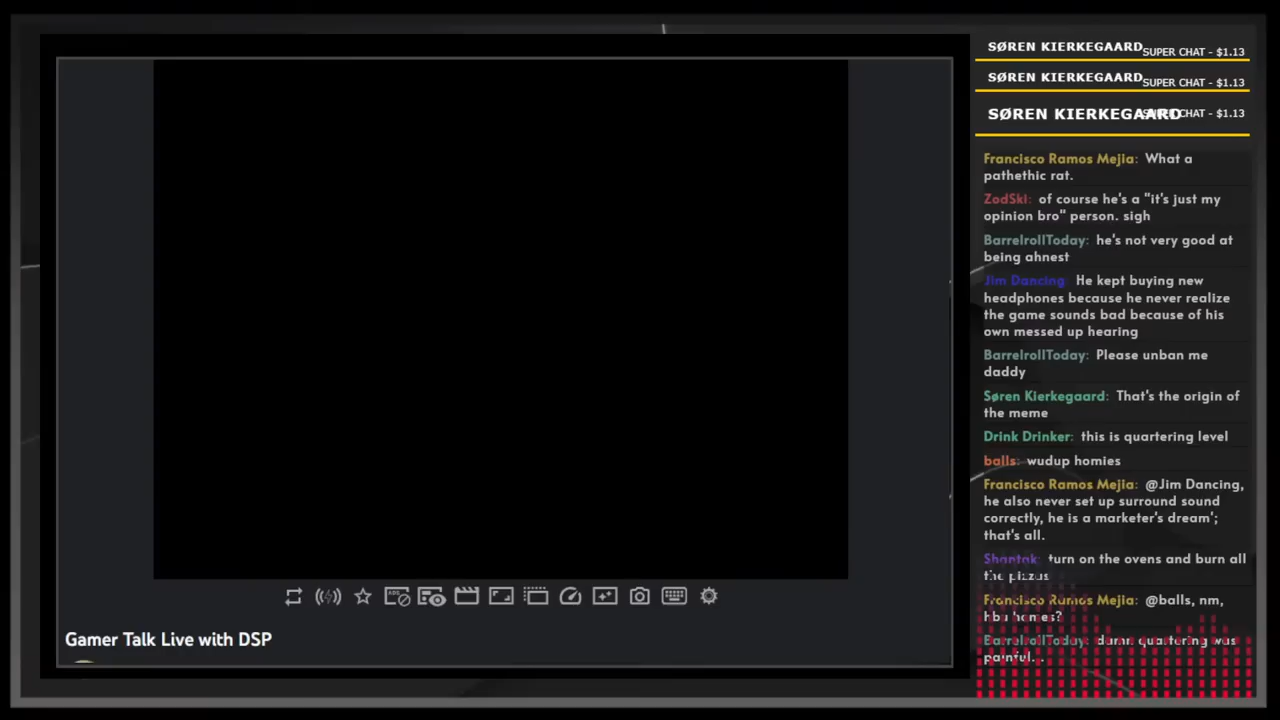 SØREN KIERKEGAARD SUPER CHAT - $1.13
SØREN KIERKEGAARD SUPER CHAT - $1.13
SØREN KIERKEGAARD SUPER CHAT - $1.13
Francisco Ramos Mejia: What a
pathethic rat.
ZodSki: of course he's a "it's just my
opinion bro" person. sigh
BarrelrollToday: he's not very good at
being ahnest
Jim Dancing: He kept buying new
headphones because he never realize
the game sounds bad because of his
own messed up hearing
BarrelrollToday: Please unban me
daddy
Søren Kierkegaard: That's the origin of
the meme
Drink Drinker: this is quartering level
balls: wudup homies
Francisco Ramos Mejia: @Jim Dancing,
he also never set up surround sound
correctly, he is a marketer's dream';
that's all.
Shantak: turn on the ovens and burn all
the pizzas
Francisco Ramos Mejia: @balls, nm,
hbu homes?
BarrelrollToday: damn quartering was
painful...
Gamer Talk Live with DSP